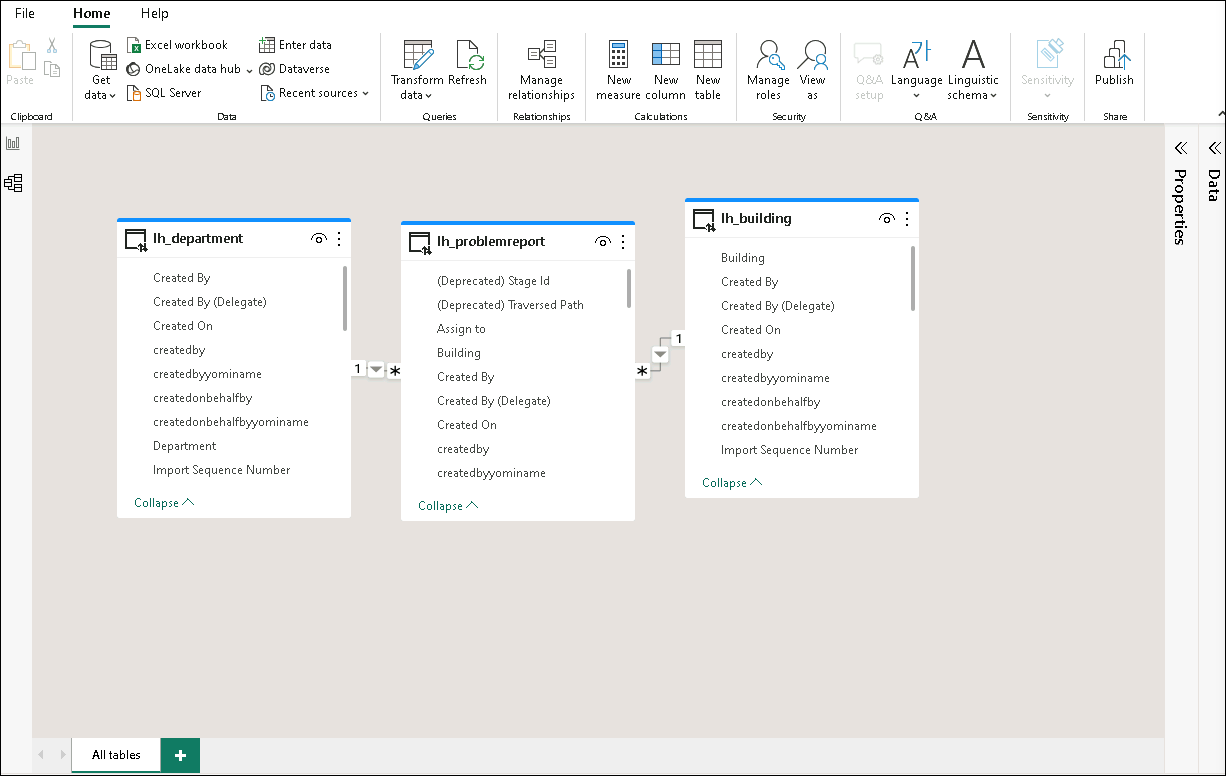 File Home Help
Paste
Clipboard
Get data
Excel workbook
OneLake data hub
SQL Server
Enter data
Dataverse
Recent sources
Data
Transform data
Refresh
Queries
Manage relationships
Relationships
New measure
New column
New table
Calculations
Manage roles
View as
Security
Q&A setup
Language
가
Linguistic schema
Q&A
Sensitivity
Sensitivity
Publish
Share
lh_department
Created By
Created By (Delegate)
Created On
createdby
createdbyyominame
createdonbehalfby
createdonbehalfbyyominame
Department
Import Sequence Number
Collapse
1
*
lh_problemreport
(Deprecated) Stage Id
(Deprecated) Traversed Path
Assign to
Building
Created By
Created By (Delegate)
Created On
createdby
createdbyyominame
Collapse
*
1
lh_building
Building
Created By
Created By (Delegate)
Created On
createdby
createdbyyominame
createdonbehalfby
createdonbehalfbyyominame
Import Sequence Number
Collapse
Properties
Data
All tables
+